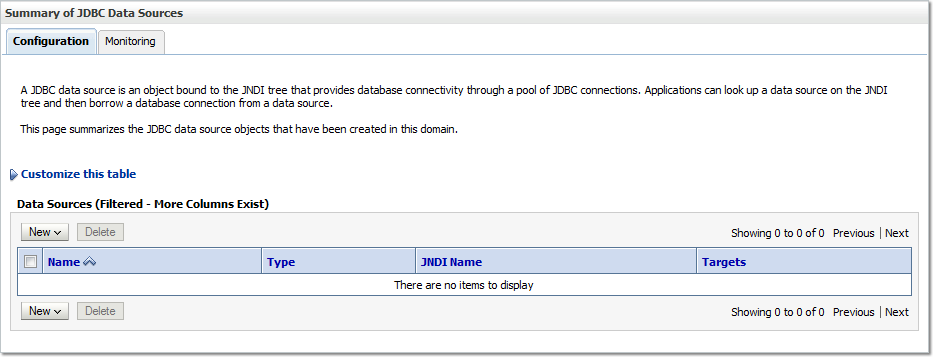 Summary of JDBC Data Sources
Configuration Monitoring
A JDBC data source is an object bound to the JNDI tree that provides database connectivity through a pool of JDBC connections. Applications can look up a data source on the JNDI
tree and then borrow a database connection from a data source.
This page summarizes the JDBC data source objects that have been created in this domain.
Customize this table
Data Sources (Filtered - More Columns Exist)
New Delete Showing 0 to 0 of 0 Previous | Next
Name Type JNDI Name Targets
There are no items to display
New Delete Showing 0 to 0 of 0 Previous | Next